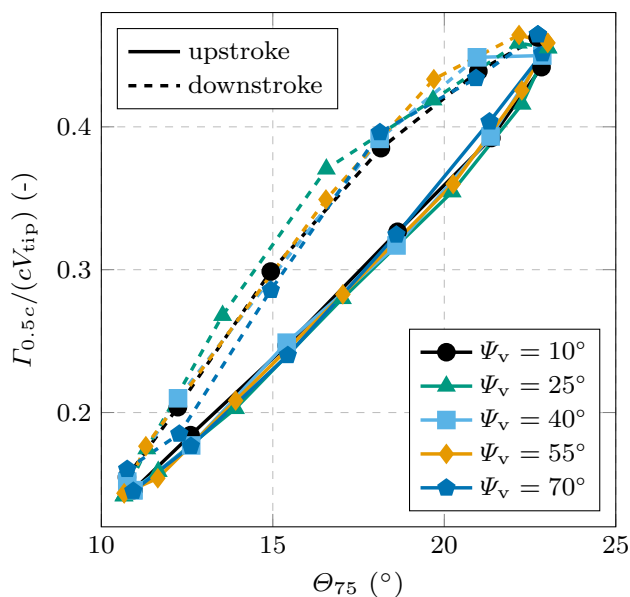 upstroke
downstroke
0.4
0.3
0.2
Γ0.5c/(cVtip) (-)
Ψv = 10°
Ψv = 25°
Ψv = 40°
Ψv = 55°
Ψv = 70°
10 15 20 25
Θ75 (°)